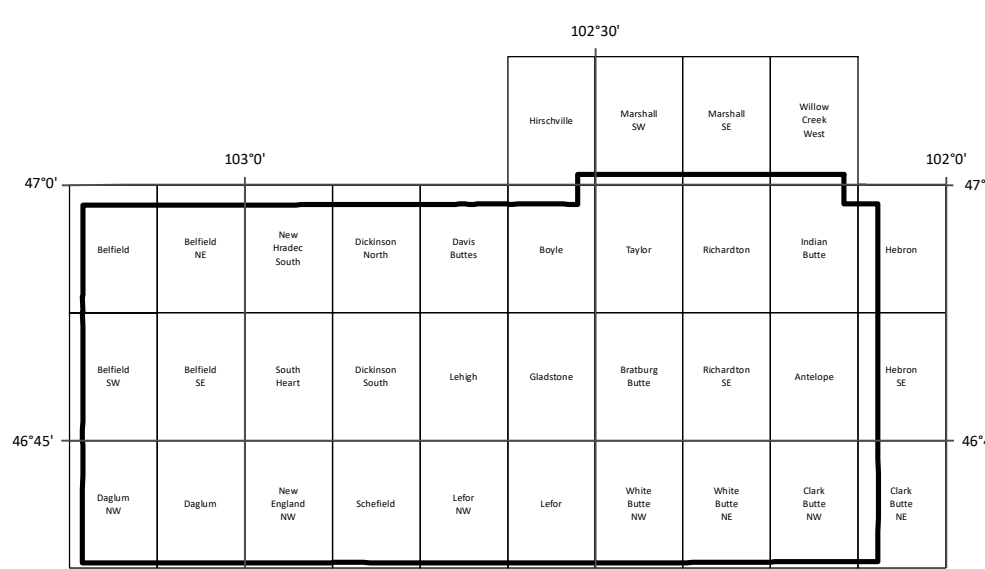 102°30'
Hirschville
Marshall
SW
Marshall
SE
Willow
Creek
West
103°0'
102°0'
47°0'
47°
Belfield
Belfield
NE
New
Hradec
South
Dickinson
North
Davis
Buttes
Boyle
Taylor
Richardton
Indian
Butte
Hebron
Belfield
SW
Belfield
SE
South
Heart
Dickinson
South
Lehigh
Gladstone
Bratburg
Butte
Richardton
SE
Antelope
Hebron
SE
46°45'
Daglum
NW
Daglum
New
England
NW
Schefield
Lefor
NW
Lefor
White
Butte
NW
White
Butte
NE
Clark
Butte
NW
Clark
Butte
NE